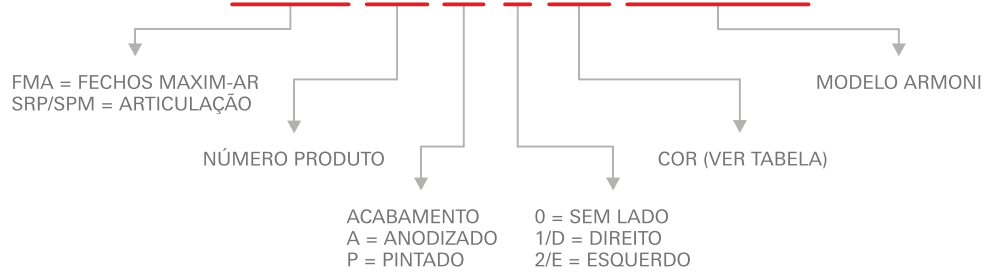 FMA = FECHOS MAXIM-AR
SRP/SPM = ARTICULAÇÃO
MODELO ARMONI
NÚMERO PRODUTO
COR (VER TABELA)
ACABAMENTO
A = ANODIZADO
P = PINTADO
0 = SEM LADO
1/D = DIREITO
2/E = ESQUERDO